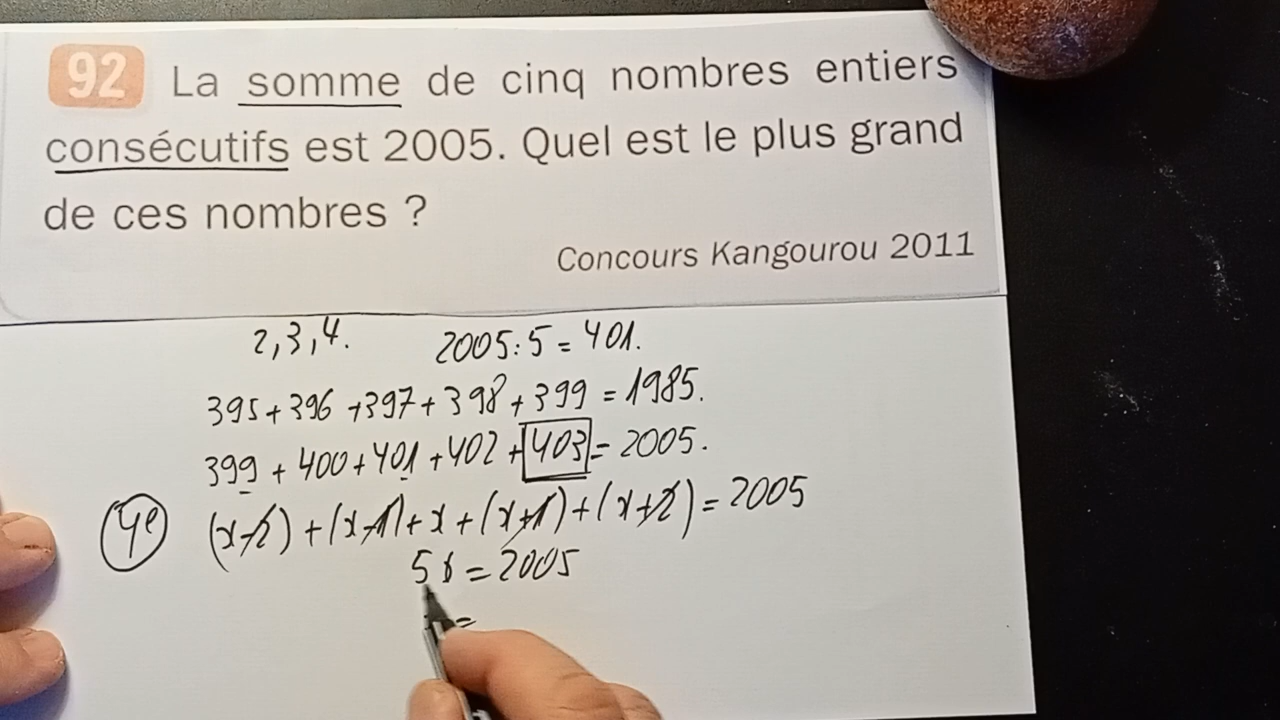 92 La somme de cinq nombres entiers
consécutifs est 2005. Quel est le plus grand
de ces nombres ?
Concours Kangourou 2011
2,3,4. 2005:5=401.
395+396+397+398+399=1985.
399+400+401+402+403=2005.
4e (x-2)+(x-1)+x+(x+1)+(x+2)=2005
5x=2005
=